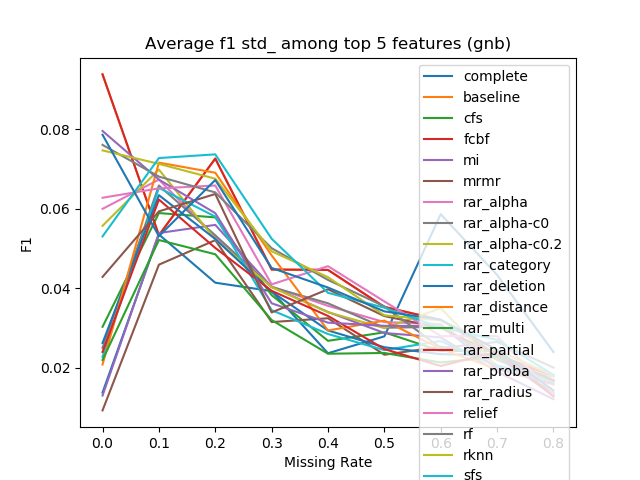 Average f1 std_ among top 5 features (gnb)
complete
baseline
cfs
fcbf
mi
mrmr
rar_alpha
rar_alpha-c0
rar_alpha-c0.2
rar_category
rar_deletion
rar_distance
rar_multi
rar_partial
rar_proba
rar_radius
relief
rf
rknn
sfs
F1
0.08
0.06
0.04
0.02
0.0 0.1 0.2 0.3 0.4 0.5 0.6 0.7 0.8
Missing Rate